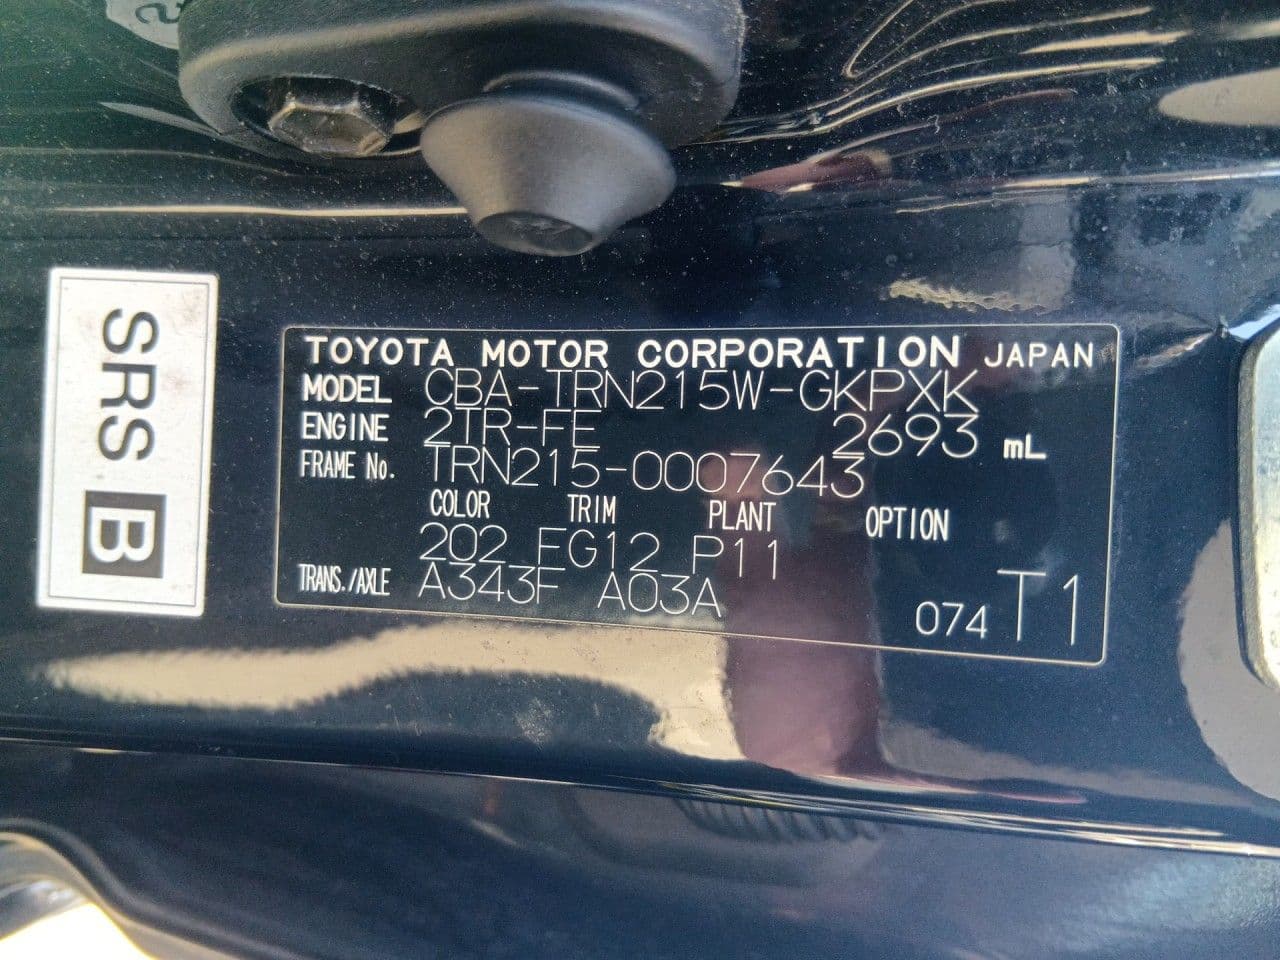 SRS B
TOYOTA MOTOR CORPORATION JAPAN
MODEL CBA-TRN215W-GKPXK
ENGINE 2TR-FE 2693 mL
FRAME No. TRN215-0007643
COLOR TRIM PLANT OPTION
202 FG12 P11
TRANS./AXLE A343F A03A
074 T1